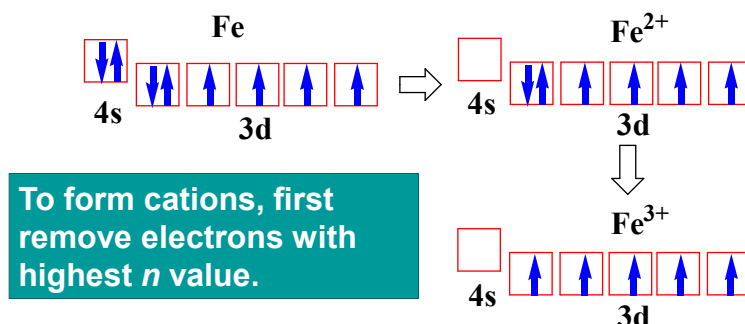 Fe
Fe²⁺
4s
3d
4s
3d
To form cations, first
remove electrons with
highest n value.
Fe³⁺
4s
3d